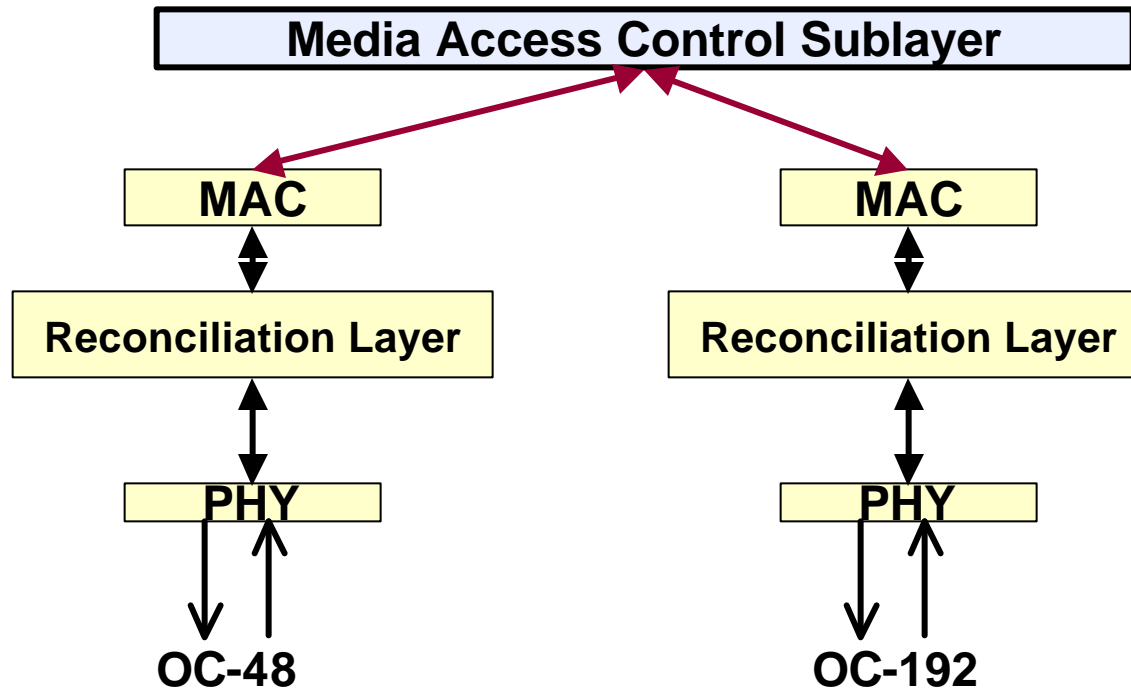 Media Access Control Sublayer
MAC
MAC
Reconciliation Layer
Reconciliation Layer
PHY
PHY
OC-48
OC-192